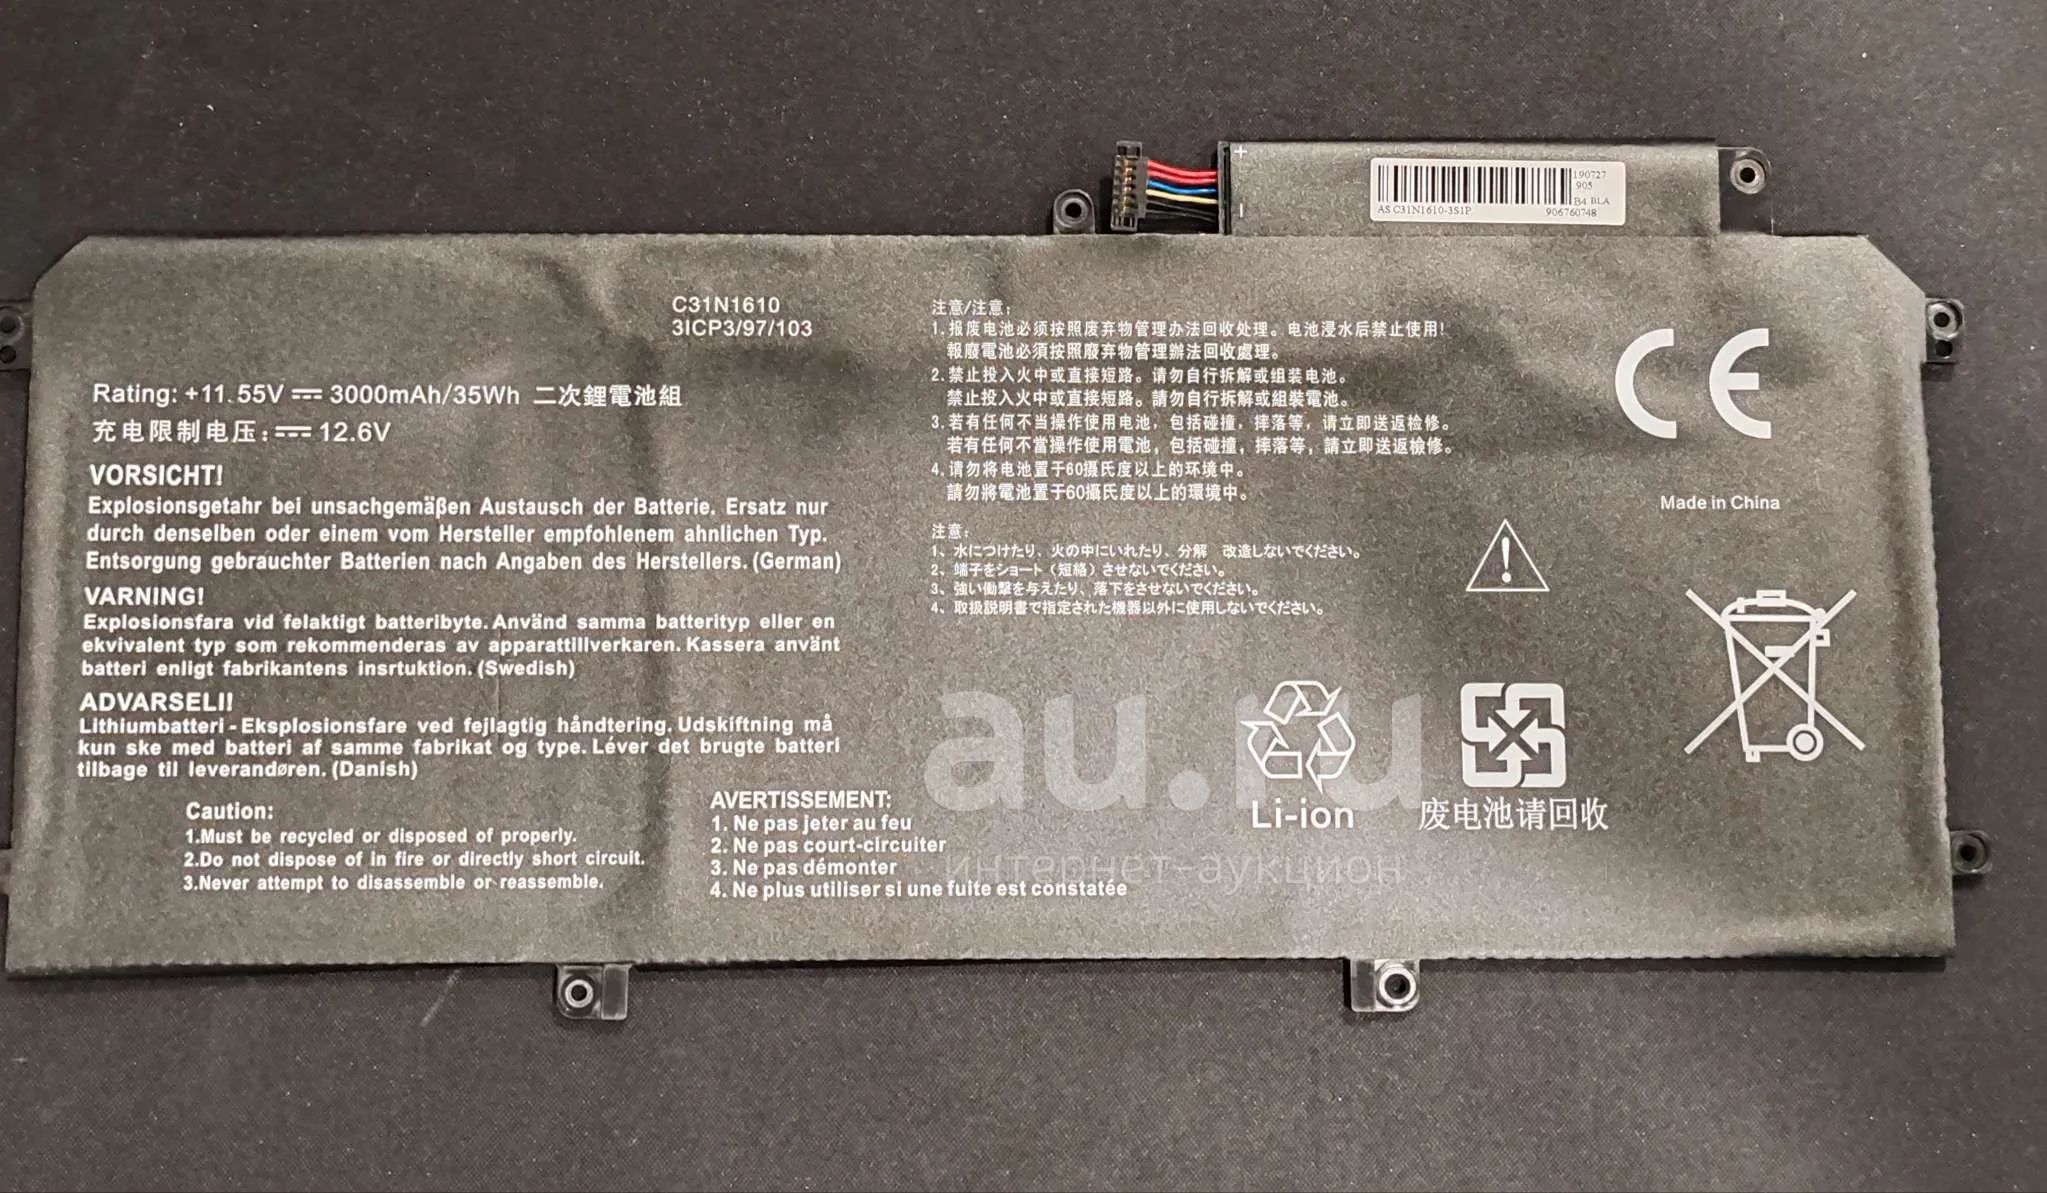 +
-
190727
905
B4 BLA
AS C31N1610-3S1P
906760748
C31N1610
3ICP3/97/103
Rating: +11.55V ⎓ 3000mAh/35Wh 二次鋰電池組
充电限制电压:⎓ 12.6V
VORSICHT!
Explosionsgetahr bei unsachgemäβen Austausch der Batterie. Ersatz nur
durch denselben oder einem vom Hersteller empfohlenem ahnlichen Typ.
Entsorgung gebrauchter Batterien nach Angaben des Herstellers. (German)
VARNING!
Explosionsfara vid felaktigt batteribyte. Använd samma batterityp eller en
ekvivalent typ som rekommenderas av apparattillverkaren. Kassera använt
batteri enligt fabrikantens insrtuktion. (Swedish)
ADVARSELI!
Lithiumbatteri - Eksplosionsfare ved fejlagtig håndtering. Udskiftning må
kun ske med batteri af samme fabrikat og type. Léver det brugte batteri
tilbage til leverandøren. (Danish)
Caution:
1.Must be recycled or disposed of properly.
2.Do not dispose of in fire or directly short circuit.
3.Never attempt to disassemble or reassemble.
AVERTISSEMENT:
1. Ne pas jeter au feu
2. Ne pas court-circuiter
3. Ne pas démonter
4. Ne plus utiliser si une fuite est constatée
注意/注意:
1. 报废电池必须按照废弃物管理办法回收处理。电池浸水后禁止使用!
報廢電池必須按照廢弃物管理辦法回收處理。
2. 禁止投入火中或直接短路。请勿自行拆解或组装电池。
禁止投入火中或直接短路。請勿自行拆解或組裝電池。
3. 若有任何不当操作使用电池，包括碰撞，摔落等，请立即送返检修。
若有任何不當操作使用電池，包括碰撞，摔落等，請立即送返檢修。
4. 请勿将电池置于60摄氏度以上的环境中。
請勿將電池置于60攝氏度以上的環境中。
注意:
1、水につけたり、火の中にいれたり、分解　改造しないでください。
2、端子をショート（短絡）させないでください。
3、強い衝撃を与えたり、落下をさせないでください。
4、取扱説明書で指定された機器以外に使用しないでください。
CE
Made in China
Li-ion
废电池请回收
au.ru
интернет-аукцион